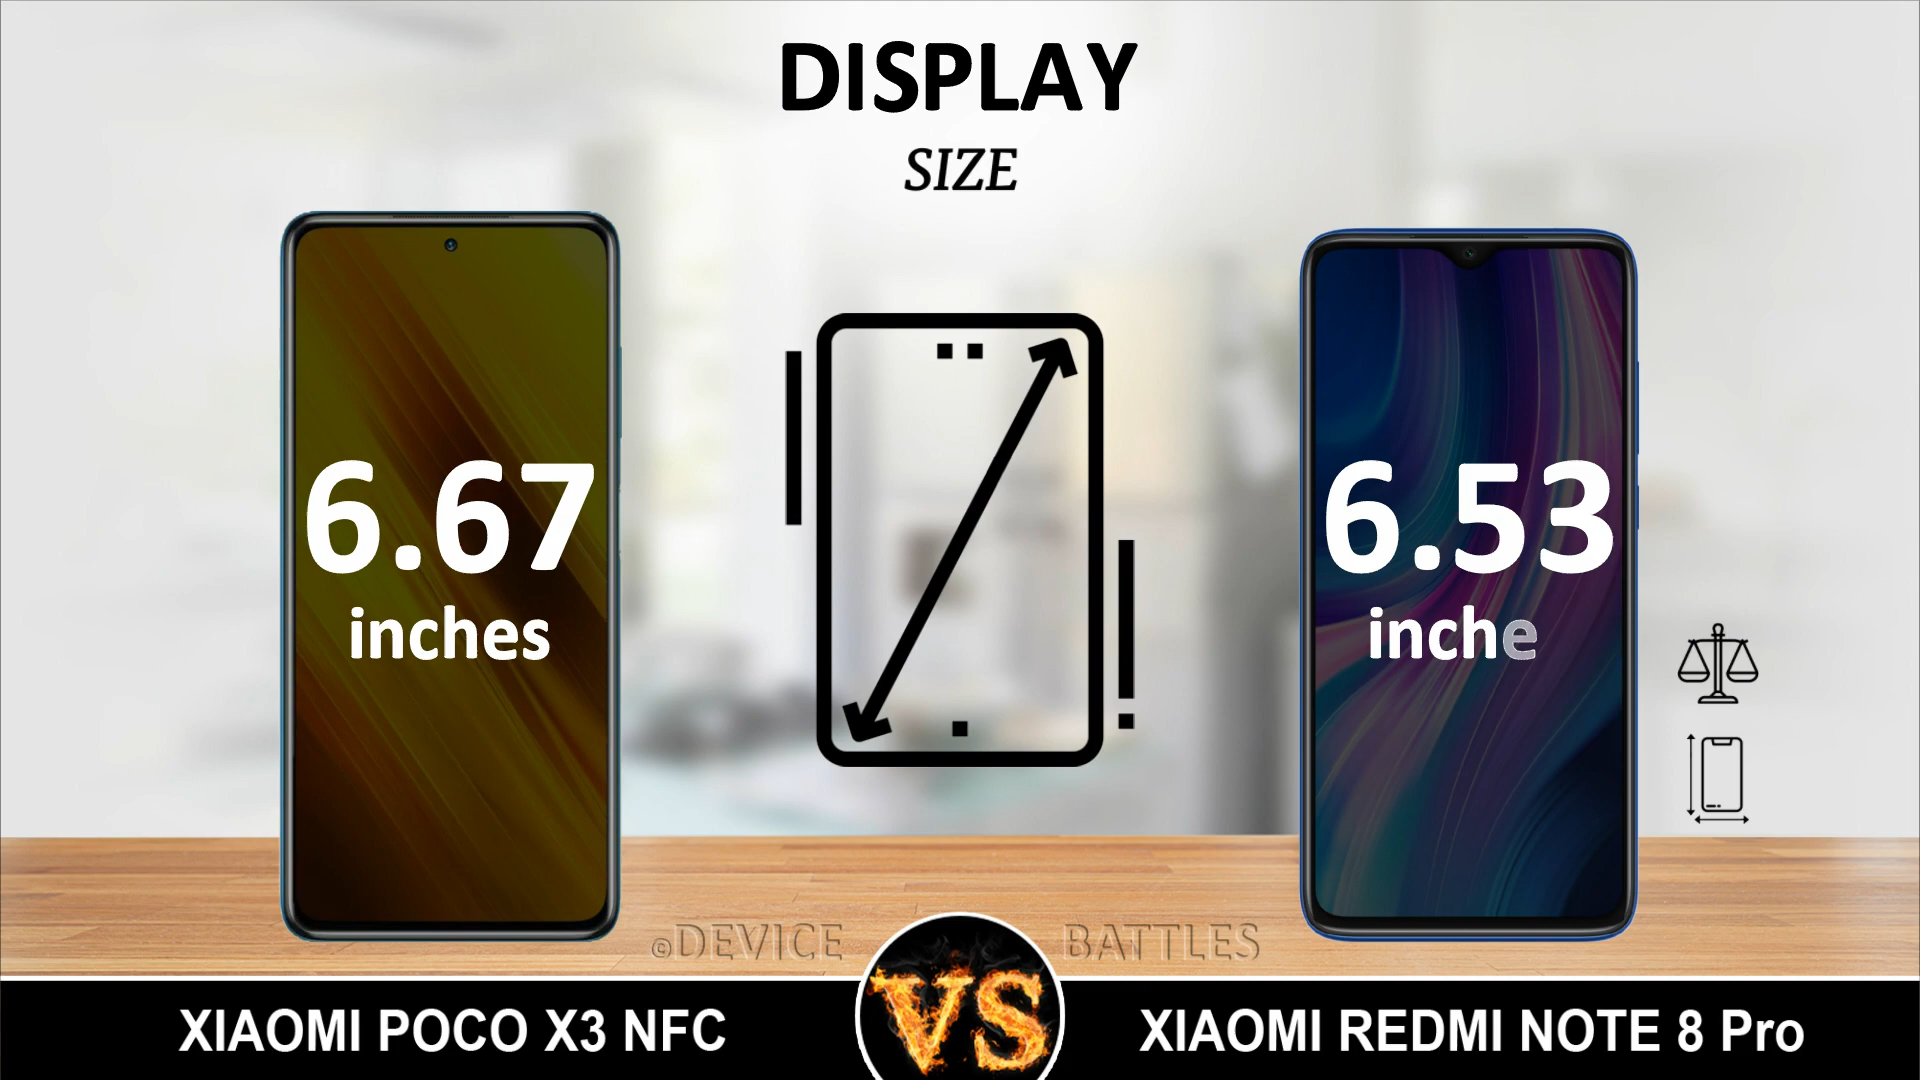 DISPLAY
SIZE
6.67
inches
6.53
inche
©DEVICE BATTLES
XIAOMI POCO X3 NFC
VS
XIAOMI REDMI NOTE 8 Pro